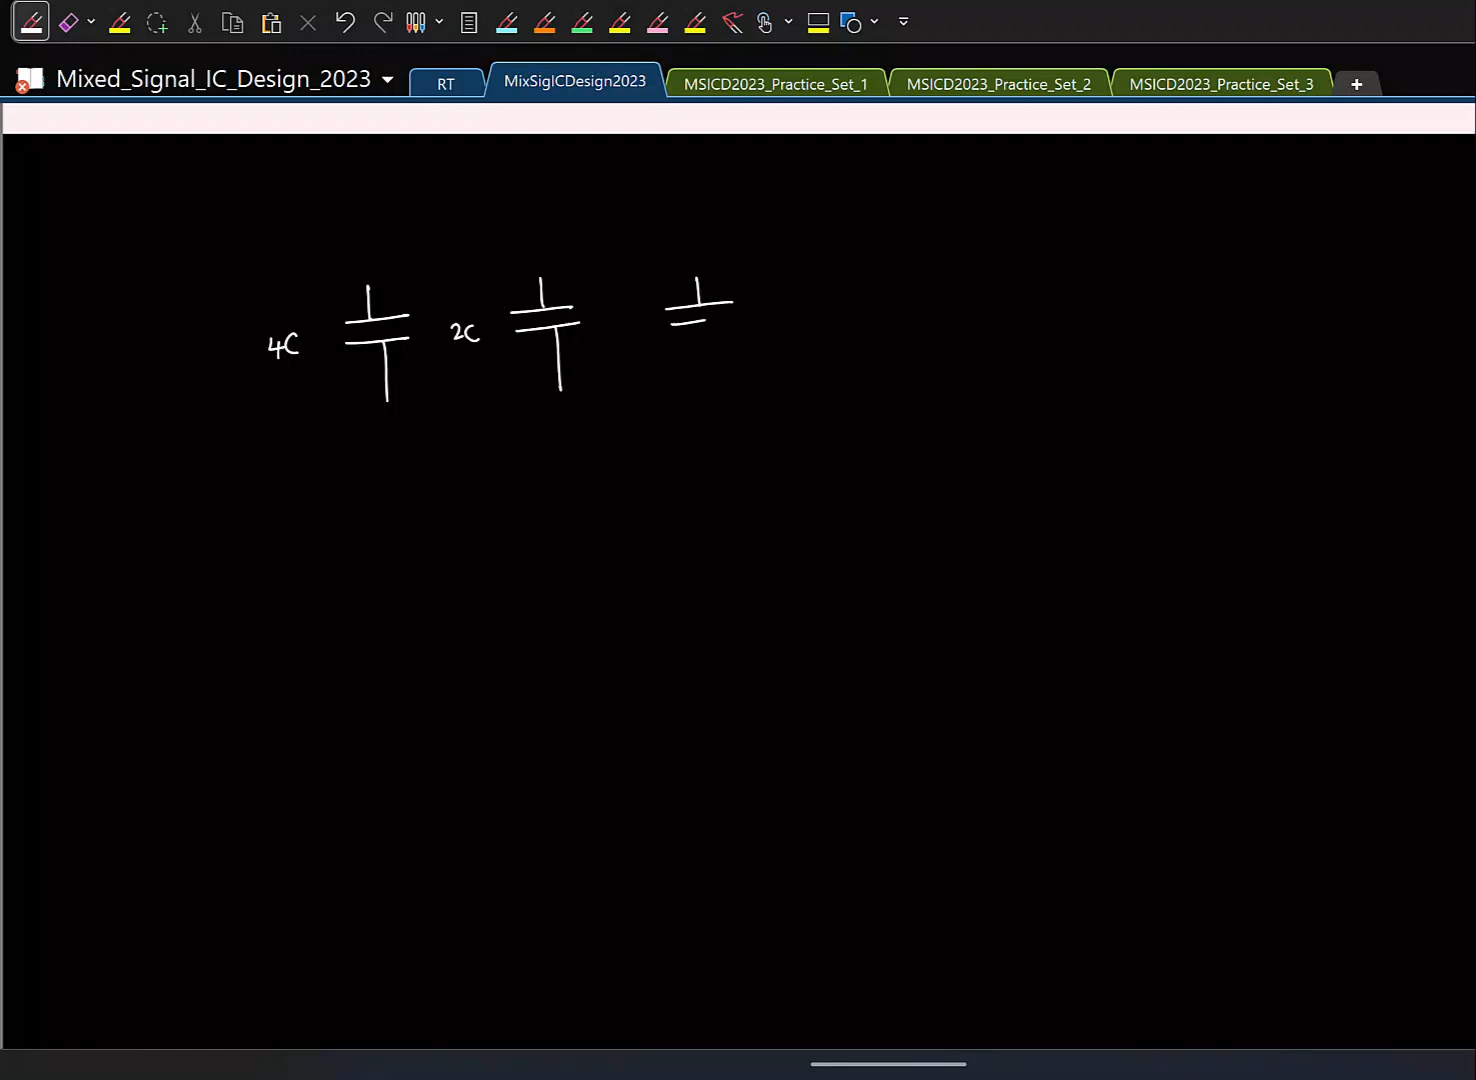 Mixed_Signal_IC_Design_2023
RT
MixSigICDesign2023
MSICD2023_Practice_Set_1
MSICD2023_Practice_Set_2
MSICD2023_Practice_Set_3
4C
2C